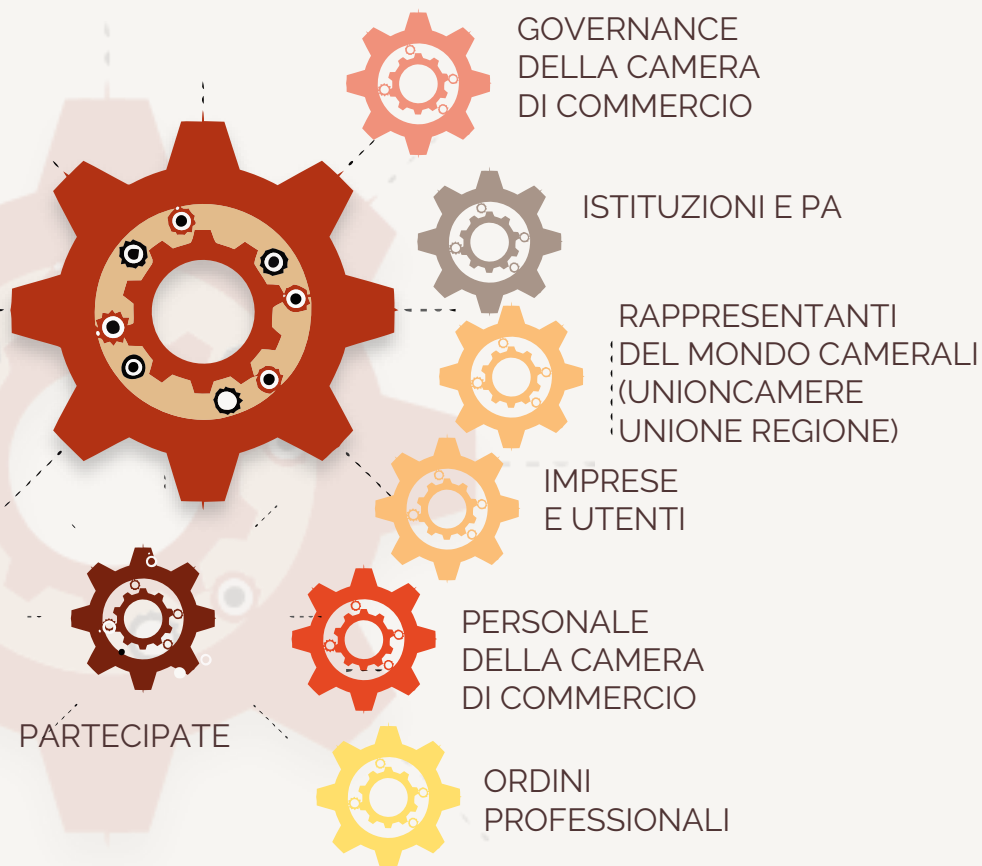 GOVERNANCE
DELLA CAMERA
DI COMMERCIO
ISTITUZIONI E PA
RAPPRESENTANTI
DEL MONDO CAMERALI
(UNIONCAMERE
UNIONE REGIONE)
IMPRESE
E UTENTI
PERSONALE
DELLA CAMERA
DI COMMERCIO
PARTECIPATE
ORDINI
PROFESSIONALI